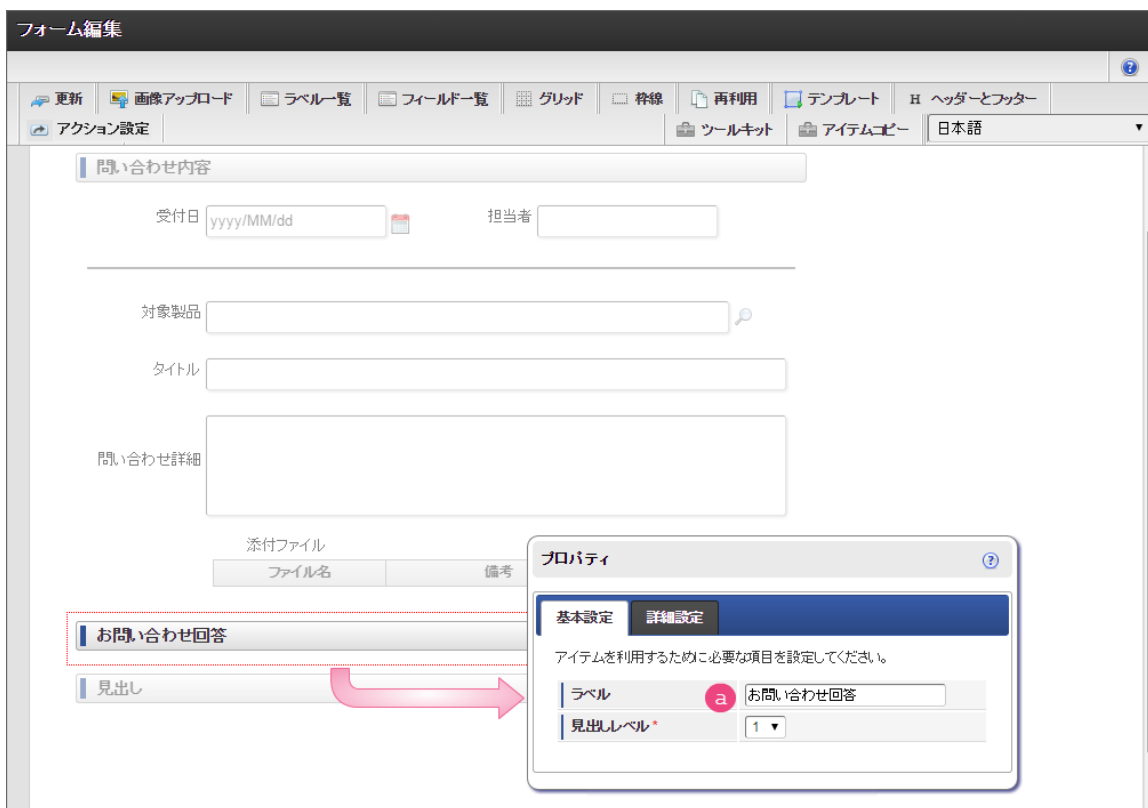 フォーム編集
更新 画像アップロード ラベル一覧 フィールド一覧 グリッド 枠線 再利用 テンプレート H ヘッダーとフッター
アクション設定 ツールキット アイテムコピー 日本語
問い合わせ内容
受付日 yyyy/MM/dd 担当者
対象製品
タイトル
問い合わせ詳細
添付ファイル
ファイル名 備考
お問い合わせ回答
見出し
プロパティ
基本設定 詳細設定
アイテムを利用するために必要な項目を設定してください。
ラベル a お問い合わせ回答
見出しレベル * 1